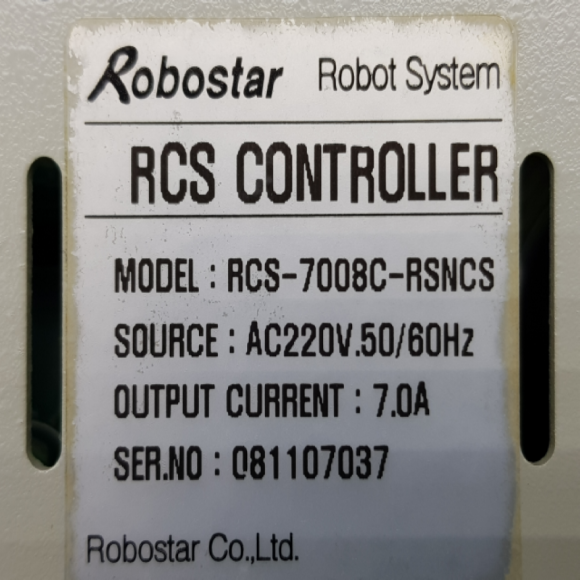 Robostar Robot System
RCS CONTROLLER
MODEL : RCS-7008C-RSNCS
SOURCE : AC220V.50/60Hz
OUTPUT CURRENT : 7.0A
SER.NO : 081107037
Robostar Co.,Ltd.